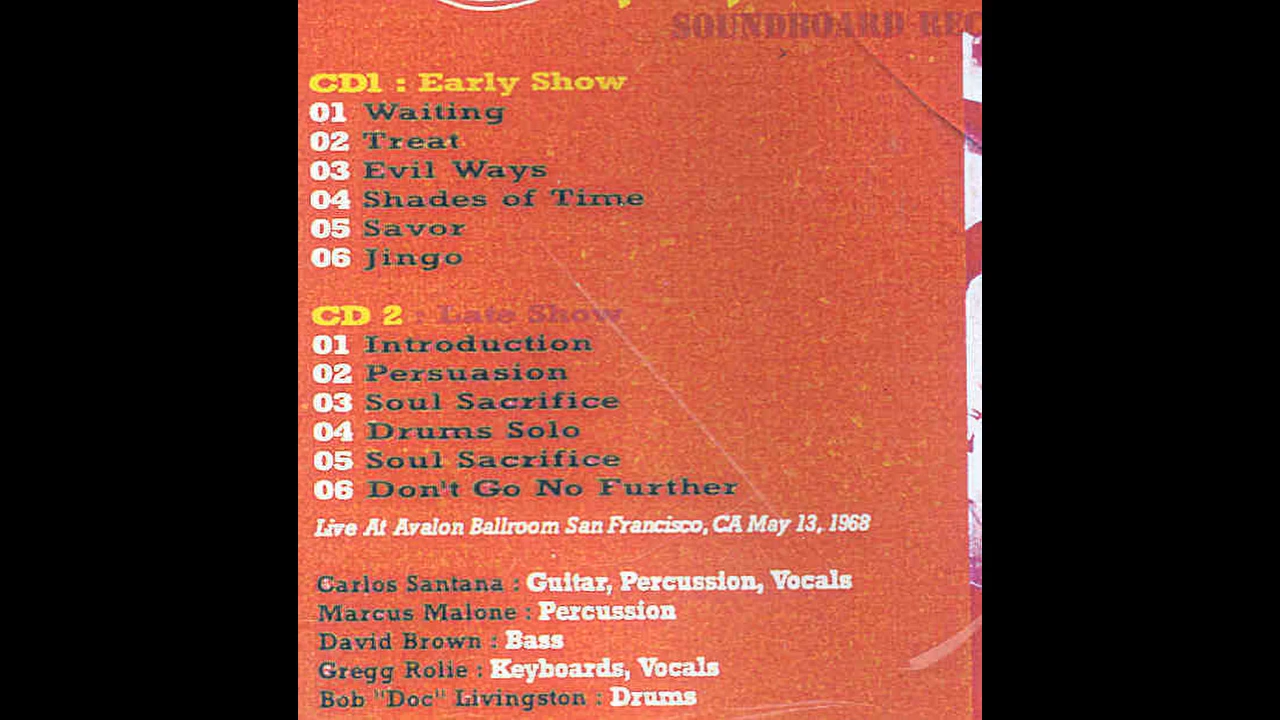 SOUNDBOARD REC
CD1 : Early Show
01 Waiting
02 Treat
03 Evil Ways
04 Shades of Time
05 Savor
06 Jingo
CD 2 : Late Show
01 Introduction
02 Persuasion
03 Soul Sacrifice
04 Drums Solo
05 Soul Sacrifice
06 Don't Go No Further
Live At Avalon Ballroom San Francisco, CA May 13, 1968
Carlos Santana : Guitar, Percussion, Vocals
Marcus Malone : Percussion
David Brown : Bass
Gregg Rolie : Keyboards, Vocals
Bob "Doc" Livingston : Drums